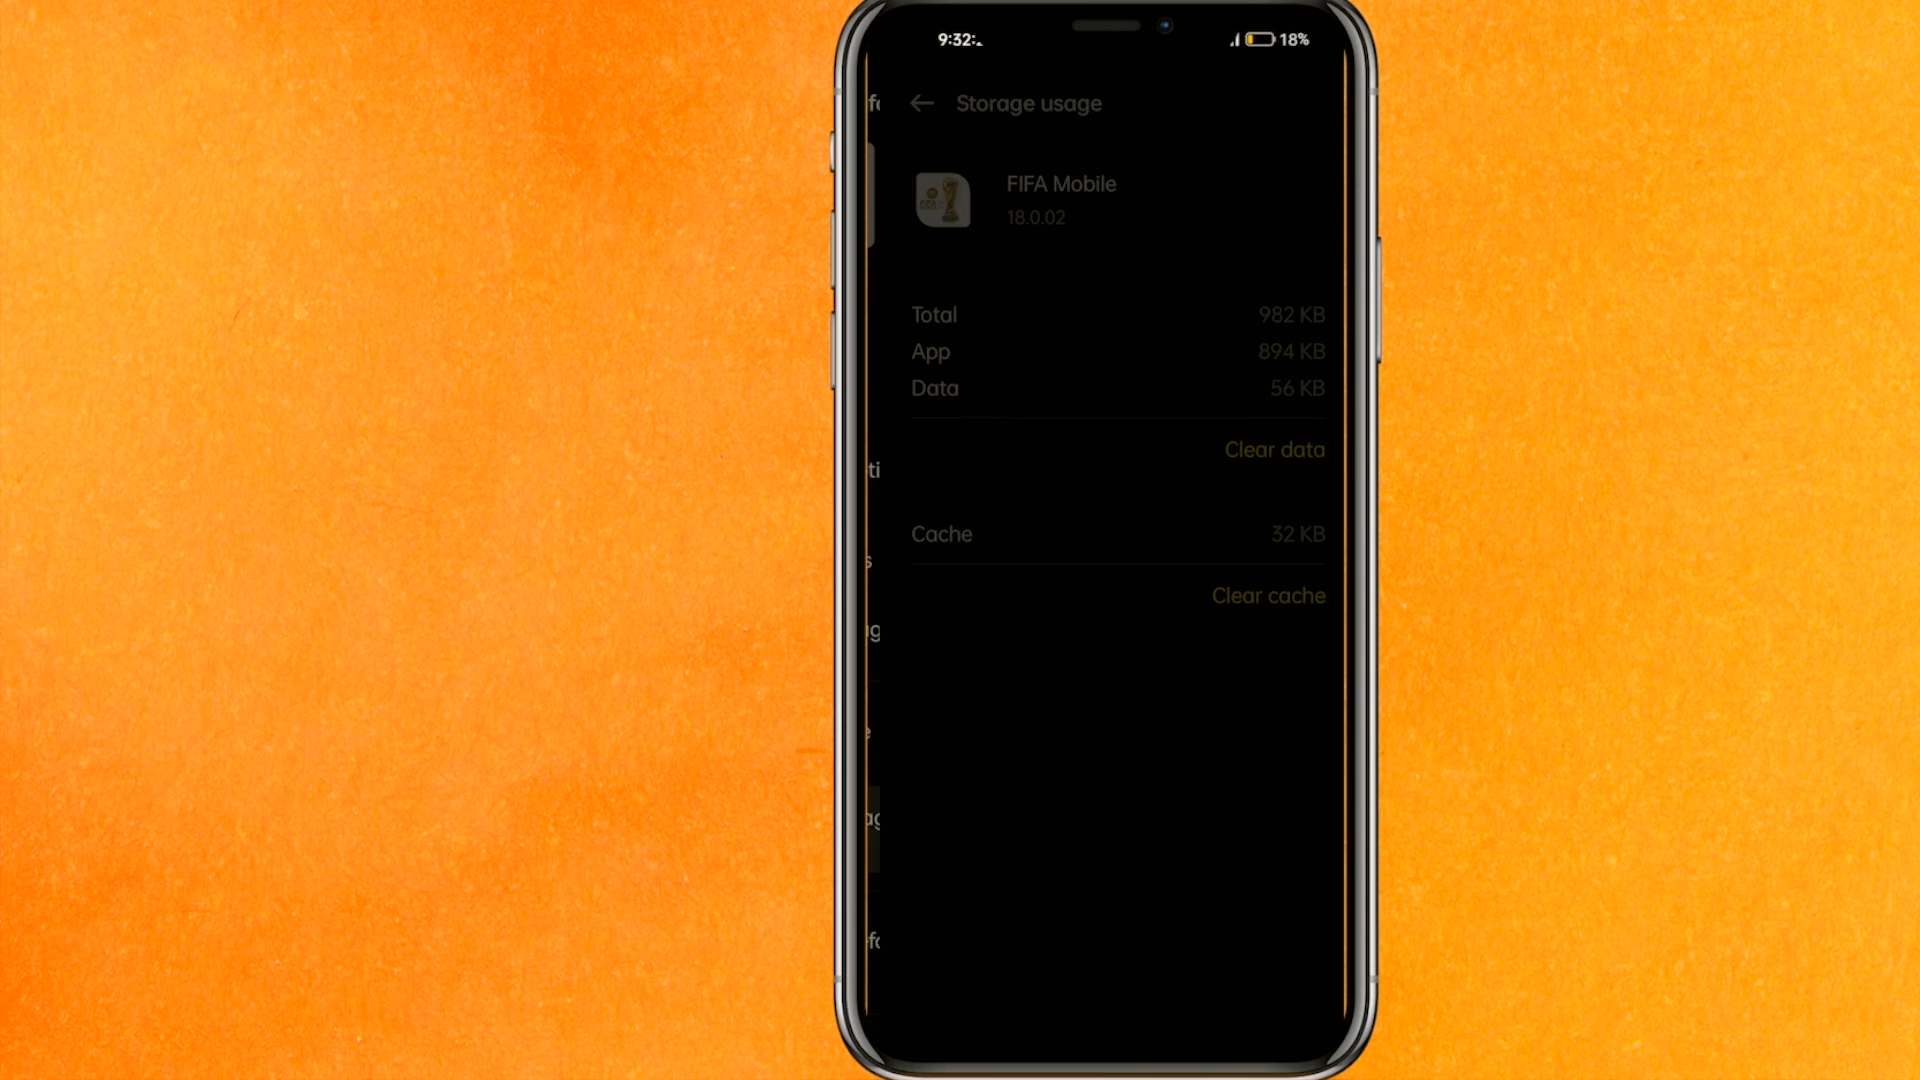 9:32:
18%
Storage usage
FIFA Mobile
18.0.02
Total 982 KB
App 894 KB
Data 56 KB
Clear data
Cache 32 KB
Clear cache